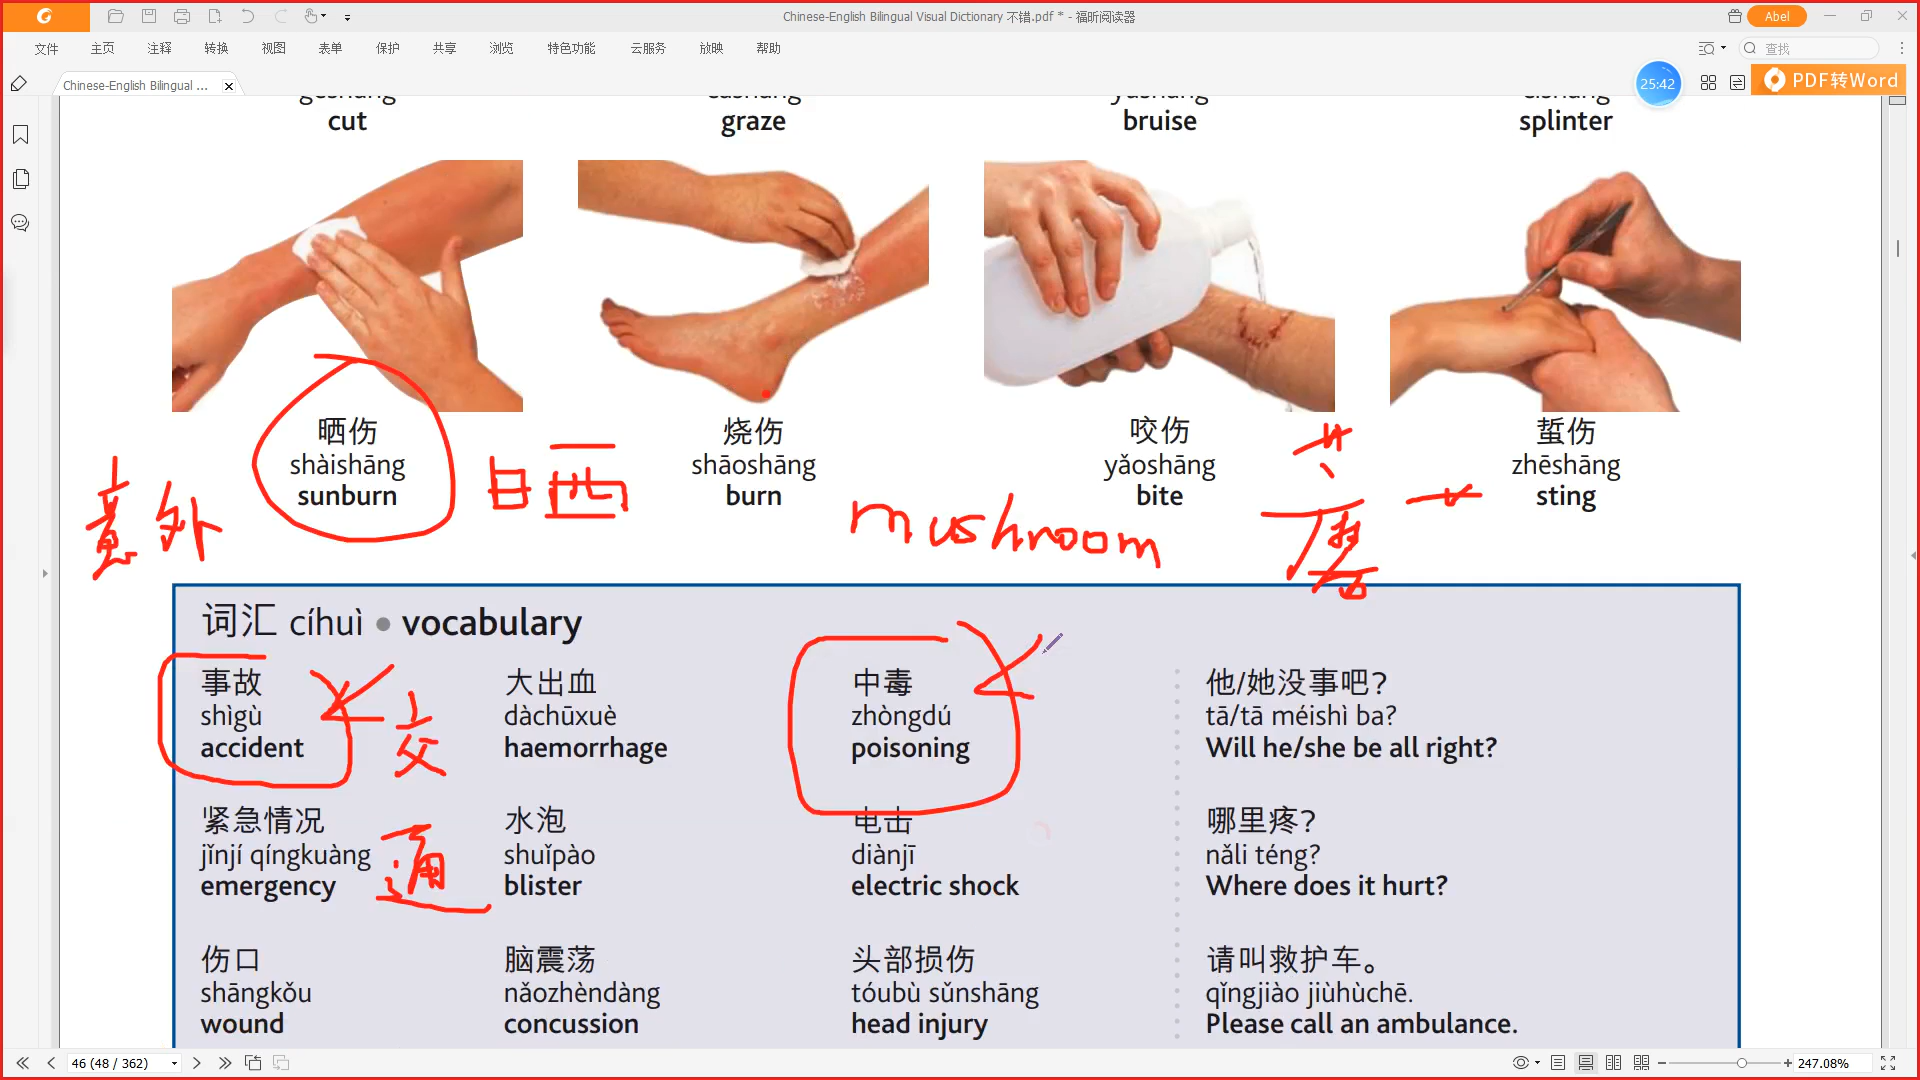 Chinese-English Bilingual Visual Dictionary 不错.pdf * - 福昕阅读器
Abel
文件 主页 注释 转换 视图 表单 保护 共享 浏览 特色功能 云服务 放映 帮助
查找
Chinese-English Bilingual ...
25:42
PDF转Word
cut graze bruise splinter
晒伤 烧伤 咬伤 蜇伤
shàishāng shāoshāng yǎoshāng zhēshāng
sunburn burn bite sting
意外
日西
mushroom
蘑
词汇 cíhuì ● vocabulary
事故
shìgù
accident
交
通
紧急情况
jǐnjí qíngkuàng
emergency
伤口
shāngkǒu
wound
大出血
dàchūxuè
haemorrhage
水泡
shuǐpào
blister
脑震荡
nǎozhèndàng
concussion
中毒
zhòngdú
poisoning
电击
diànjī
electric shock
头部损伤
tóubù sǔnshāng
head injury
他/她没事吧?
tā/tā méishì ba?
Will he/she be all right?
哪里疼?
nǎli téng?
Where does it hurt?
请叫救护车。
qǐngjiào jiùhùchē.
Please call an ambulance.
46 (48 / 362)
247.08%